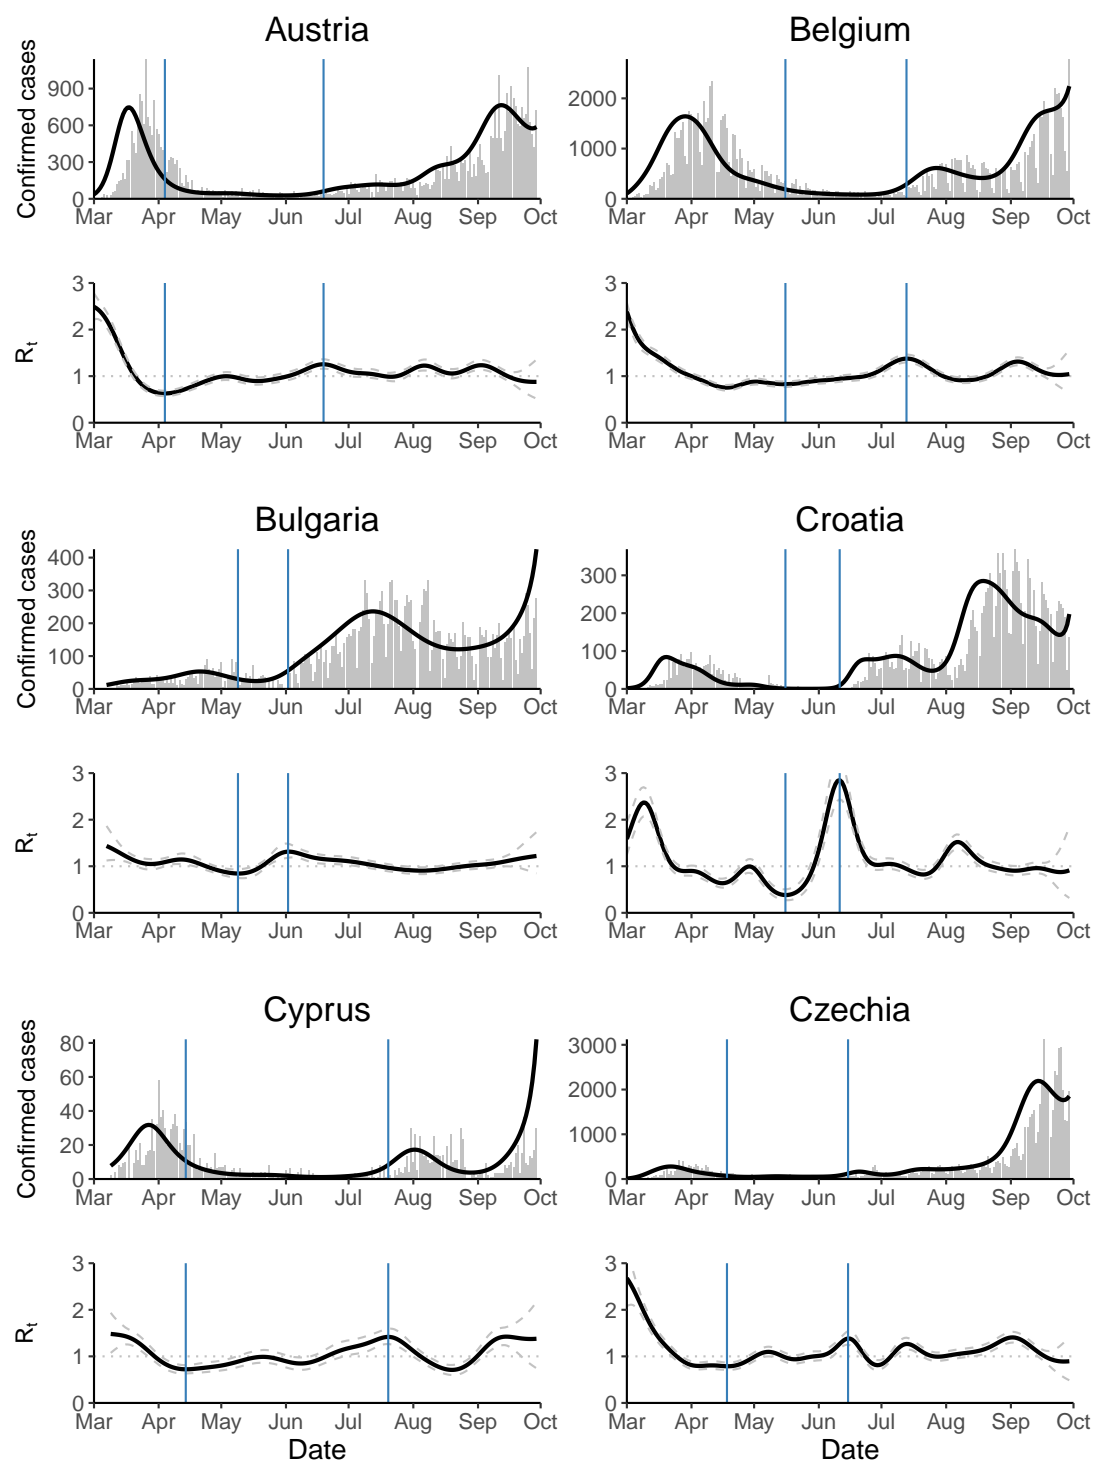 Austria
Belgium
Confirmed cases
900
600
300
0
Mar Apr May Jun Jul Aug Sep Oct
2000
1000
0
Mar Apr May Jun Jul Aug Sep Oct
Rt
3
2
1
0
Mar Apr May Jun Jul Aug Sep Oct
3
2
1
0
Mar Apr May Jun Jul Aug Sep Oct
Bulgaria
Croatia
Confirmed cases
400
300
200
100
0
Mar Apr May Jun Jul Aug Sep Oct
300
200
100
0
Mar Apr May Jun Jul Aug Sep Oct
Rt
3
2
1
0
Mar Apr May Jun Jul Aug Sep Oct
3
2
1
0
Mar Apr May Jun Jul Aug Sep Oct
Cyprus
Czechia
Confirmed cases
80
60
40
20
0
Mar Apr May Jun Jul Aug Sep Oct
3000
2000
1000
0
Mar Apr May Jun Jul Aug Sep Oct
Rt
3
2
1
0
Mar Apr May Jun Jul Aug Sep Oct
Date
3
2
1
0
Mar Apr May Jun Jul Aug Sep Oct
Date